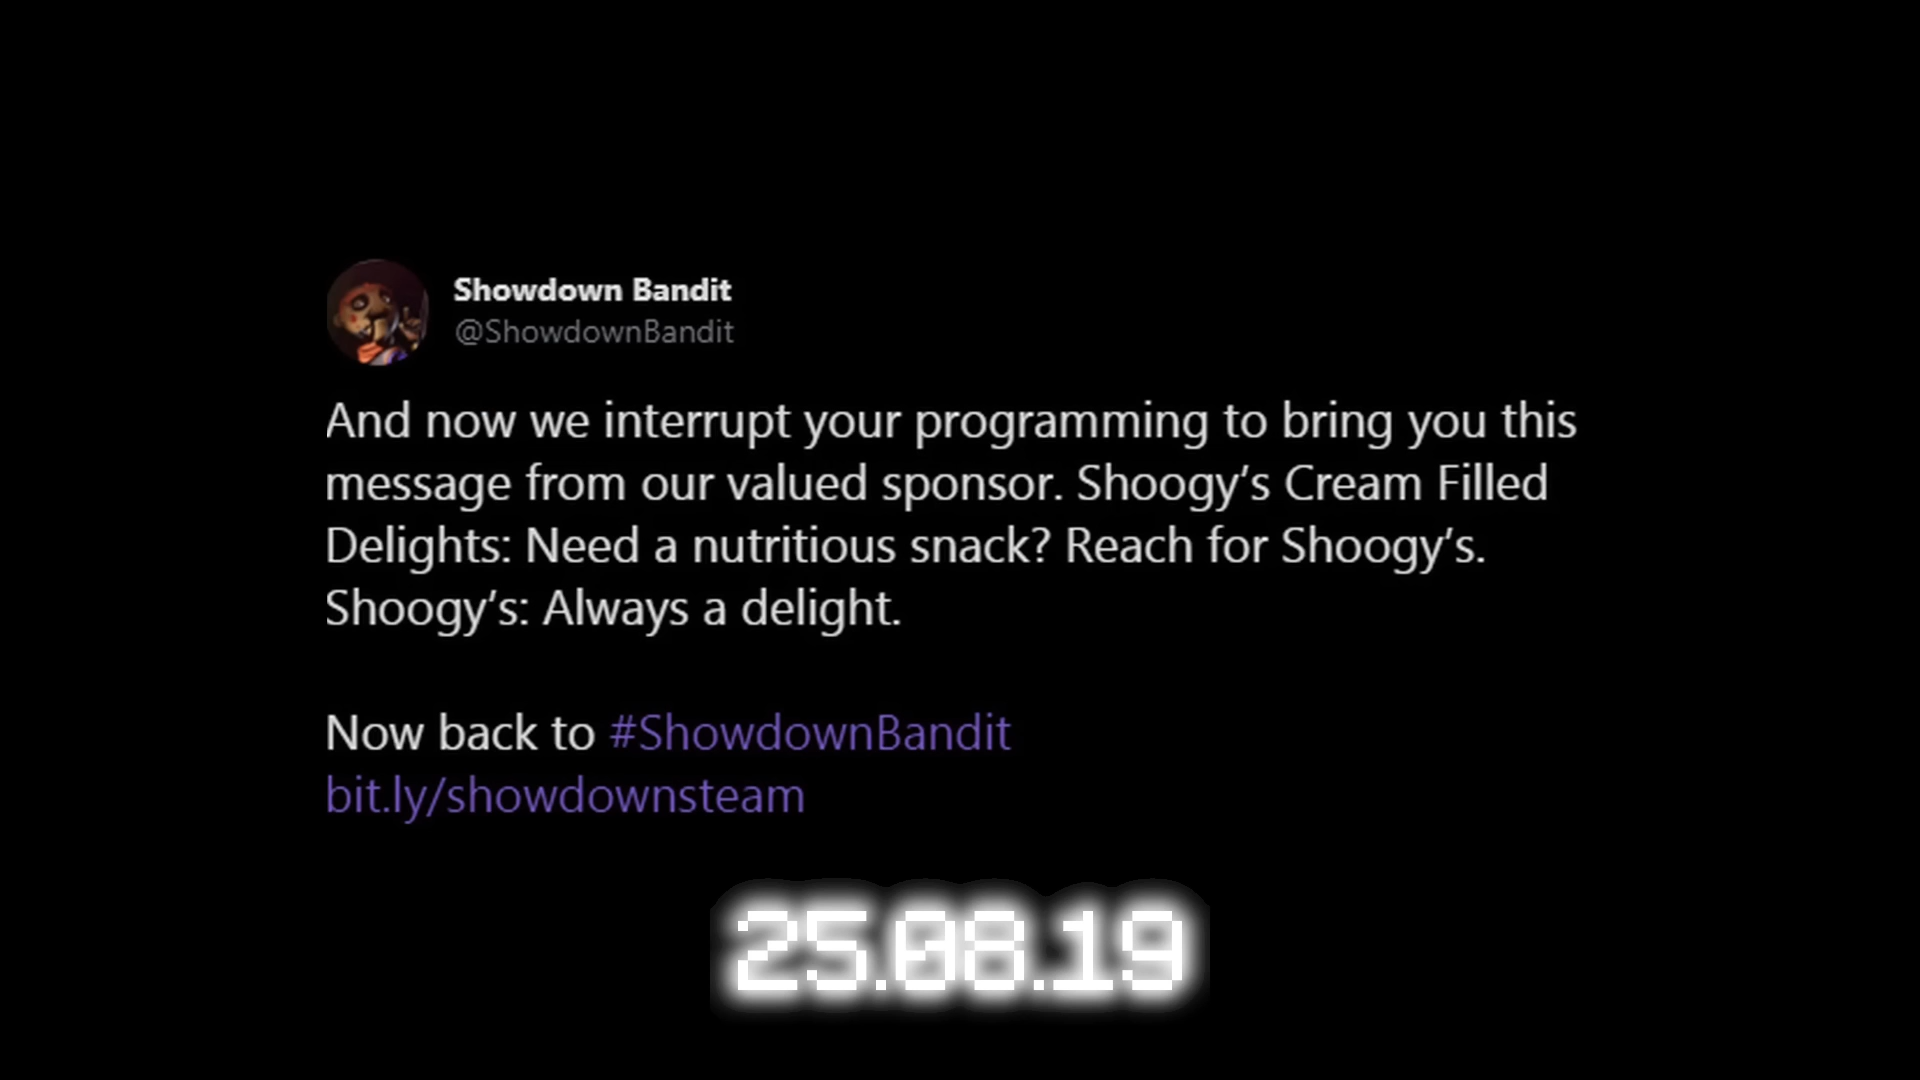 Showdown Bandit
@ShowdownBandit
And now we interrupt your programming to bring you this
message from our valued sponsor. Shoogy’s Cream Filled
Delights: Need a nutritious snack? Reach for Shoogy’s.
Shoogy’s: Always a delight.
Now back to #ShowdownBandit
bit.ly/showdownsteam
25.08.19